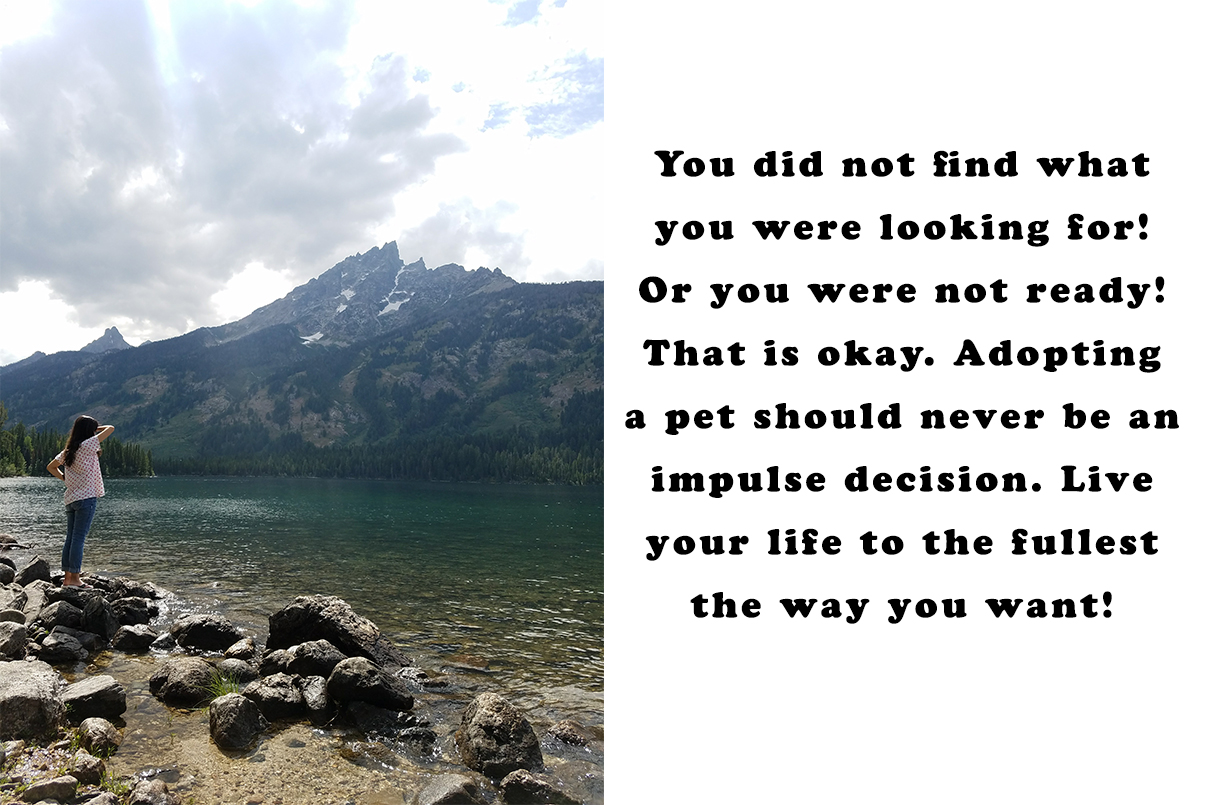 You did not find what
you were looking for!
Or you were not ready!
That is okay. Adopting
a pet should never be an
impulse decision. Live
your life to the fullest
the way you want!